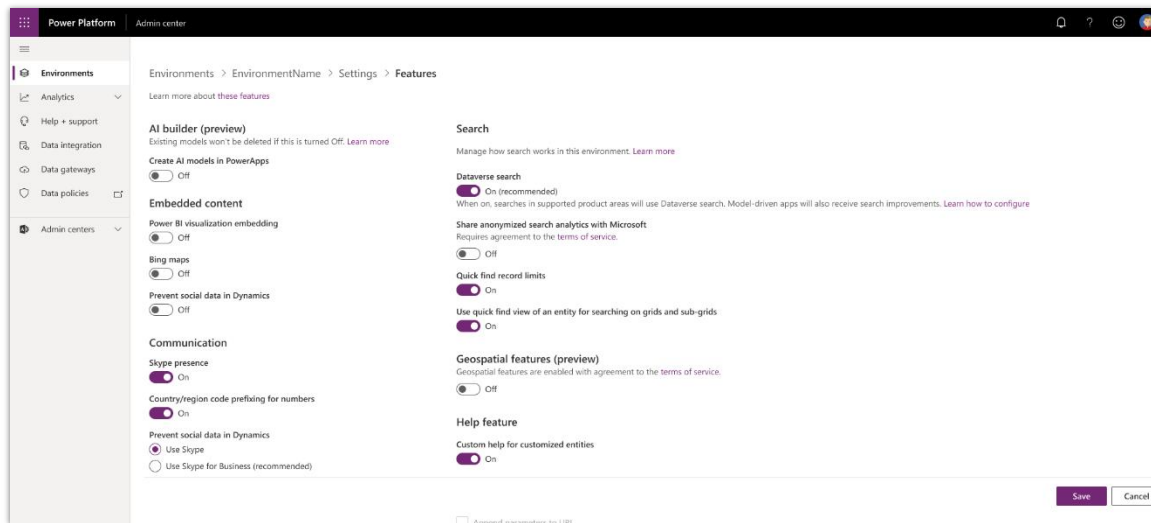 Power Platform
Admin center
Environments
Analytics
Help + support
Data integration
Data gateways
Data policies
Admin centers
Environments > EnvironmentName > Settings > Features
Learn more about these features
AI builder (preview)
Existing models won't be deleted if this is turned Off. Learn more
Create AI models in PowerApps
Off
Embedded content
Power BI visualization embedding
Off
Bing maps
Off
Prevent social data in Dynamics
Off
Communication
Skype presence
On
Country/region code prefixing for numbers
On
Prevent social data in Dynamics
Use Skype
Use Skype for Business (recommended)
Search
Manage how search works in this environment. Learn more
Dataverse search
On (recommended)
When on, searches in supported product areas will use Dataverse search. Model-driven apps will also receive search improvements. Learn how to configure
Share anonymized search analytics with Microsoft
Requires agreement to the terms of service.
Off
Quick find record limits
On
Use quick find view of an entity for searching on grids and sub-grids
On
Geospatial features (preview)
Geospatial features are enabled with agreement to the terms of service.
Off
Help feature
Custom help for customized entities
On
Save
Cancel
Append parameters to URL